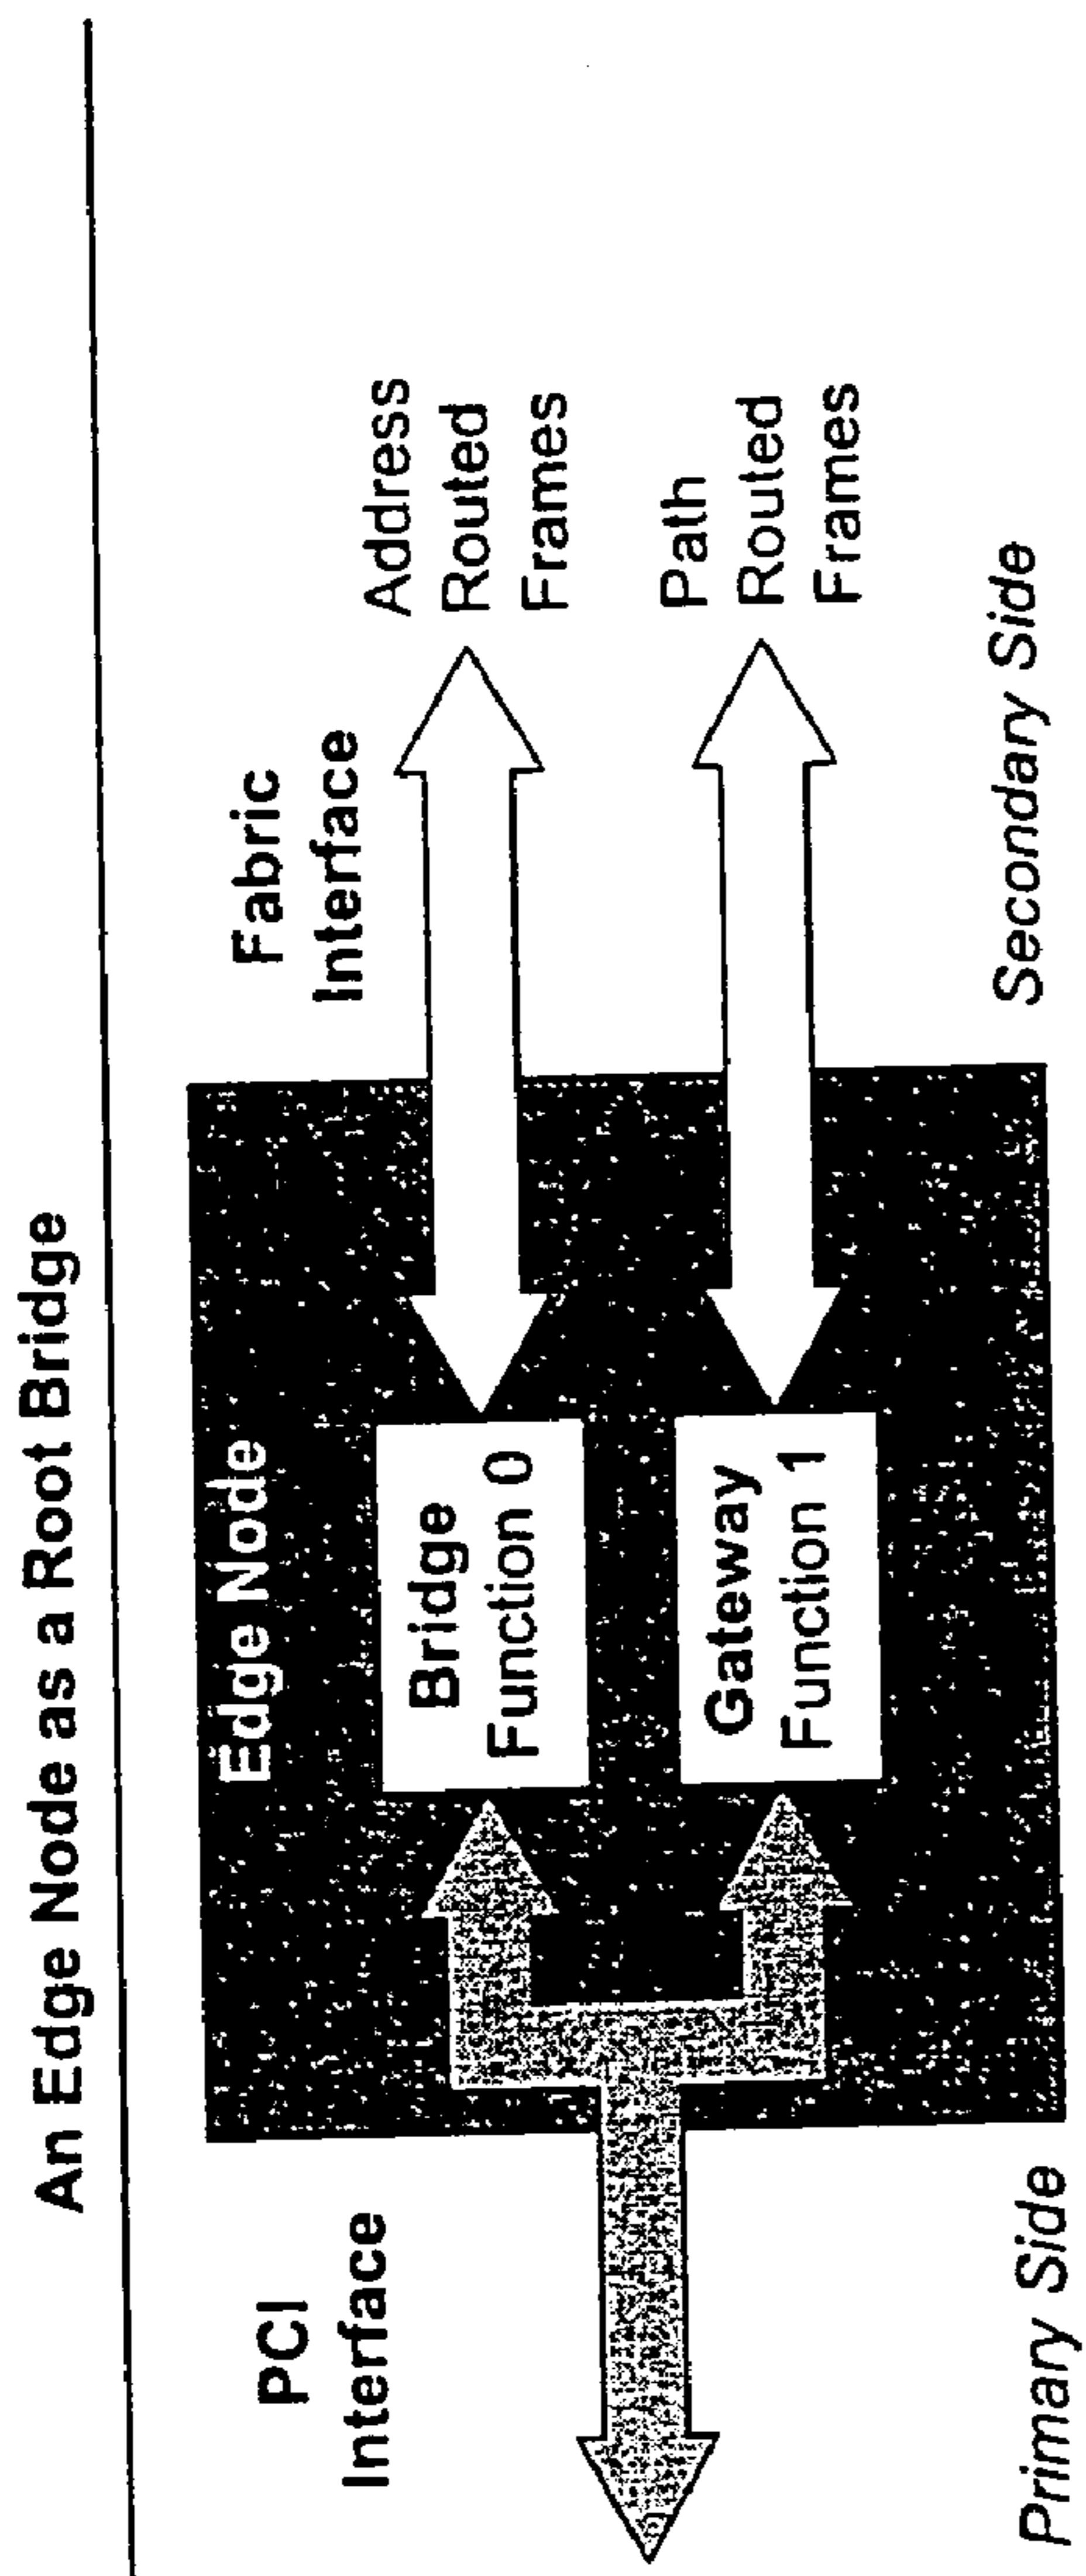 An Edge Node as a Root Bridge
PCI
Interface
Edge Node
Fabric
Interface
Bridge
Function 0
Address
Routed
Frames
Gateway
Function 1
Path
Routed
Frames
Primary Side
Secondary Side